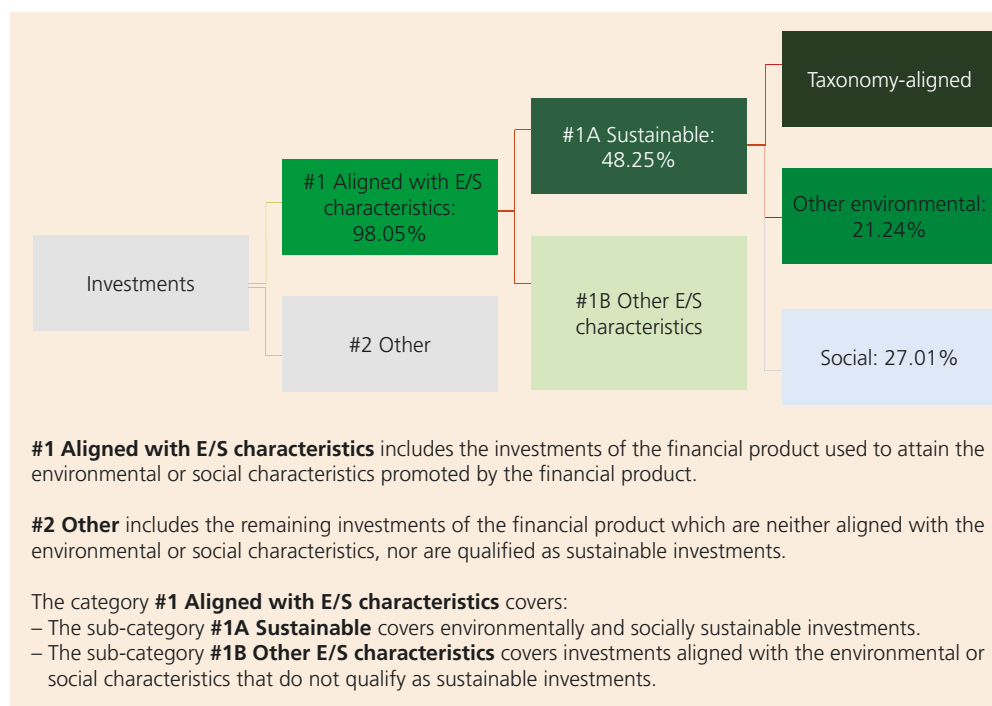 Taxonomy-aligned
#1A Sustainable:
48.25%
#1 Aligned with E/S
characteristics:
98.05%
Other environmental:
21.24%
Investments
#1B Other E/S
characteristics
#2 Other
Social: 27.01%
#1 Aligned with E/S characteristics includes the investments of the financial product used to attain the
environmental or social characteristics promoted by the financial product.
#2 Other includes the remaining investments of the financial product which are neither aligned with the
environmental or social characteristics, nor are qualified as sustainable investments.
The category #1 Aligned with E/S characteristics covers:
– The sub-category #1A Sustainable covers environmentally and socially sustainable investments.
– The sub-category #1B Other E/S characteristics covers investments aligned with the environmental or
social characteristics that do not qualify as sustainable investments.